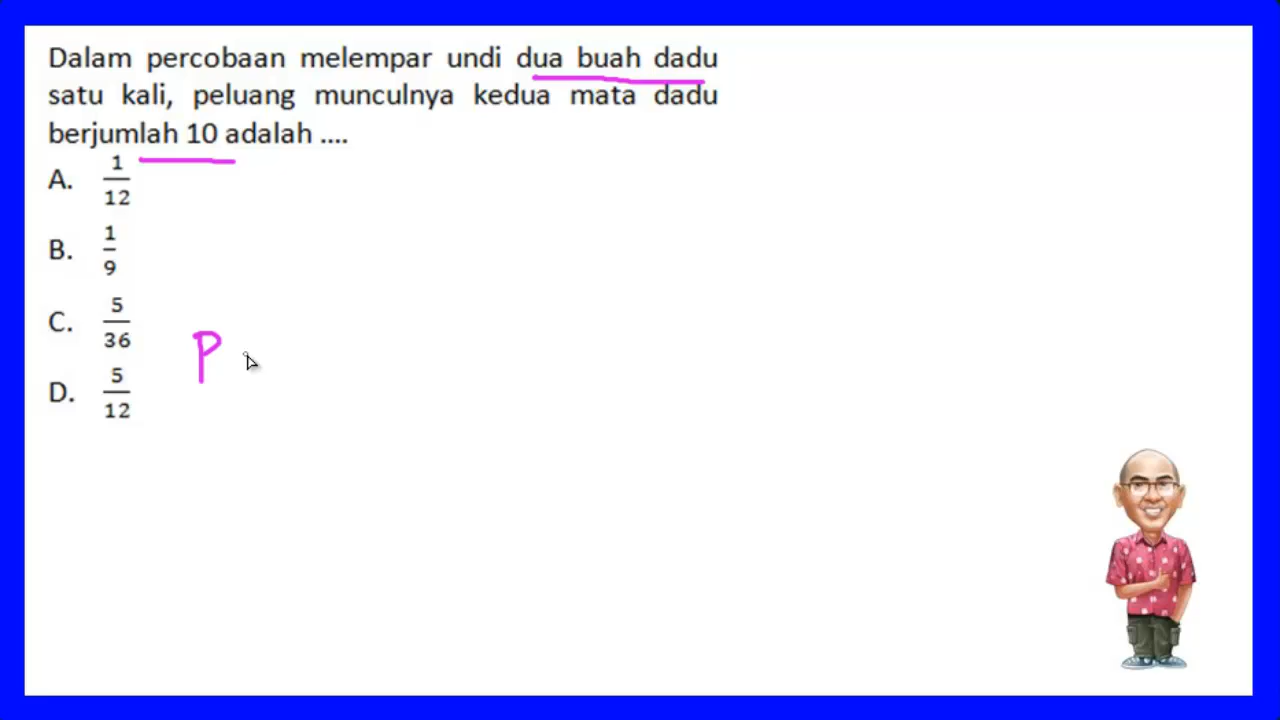 Dalam percobaan melempar undi dua buah dadu
satu kali, peluang munculnya kedua mata dadu
berjumlah 10 adalah ....
A. 1/12
B. 1/9
C. 5/36
D. 5/12
P